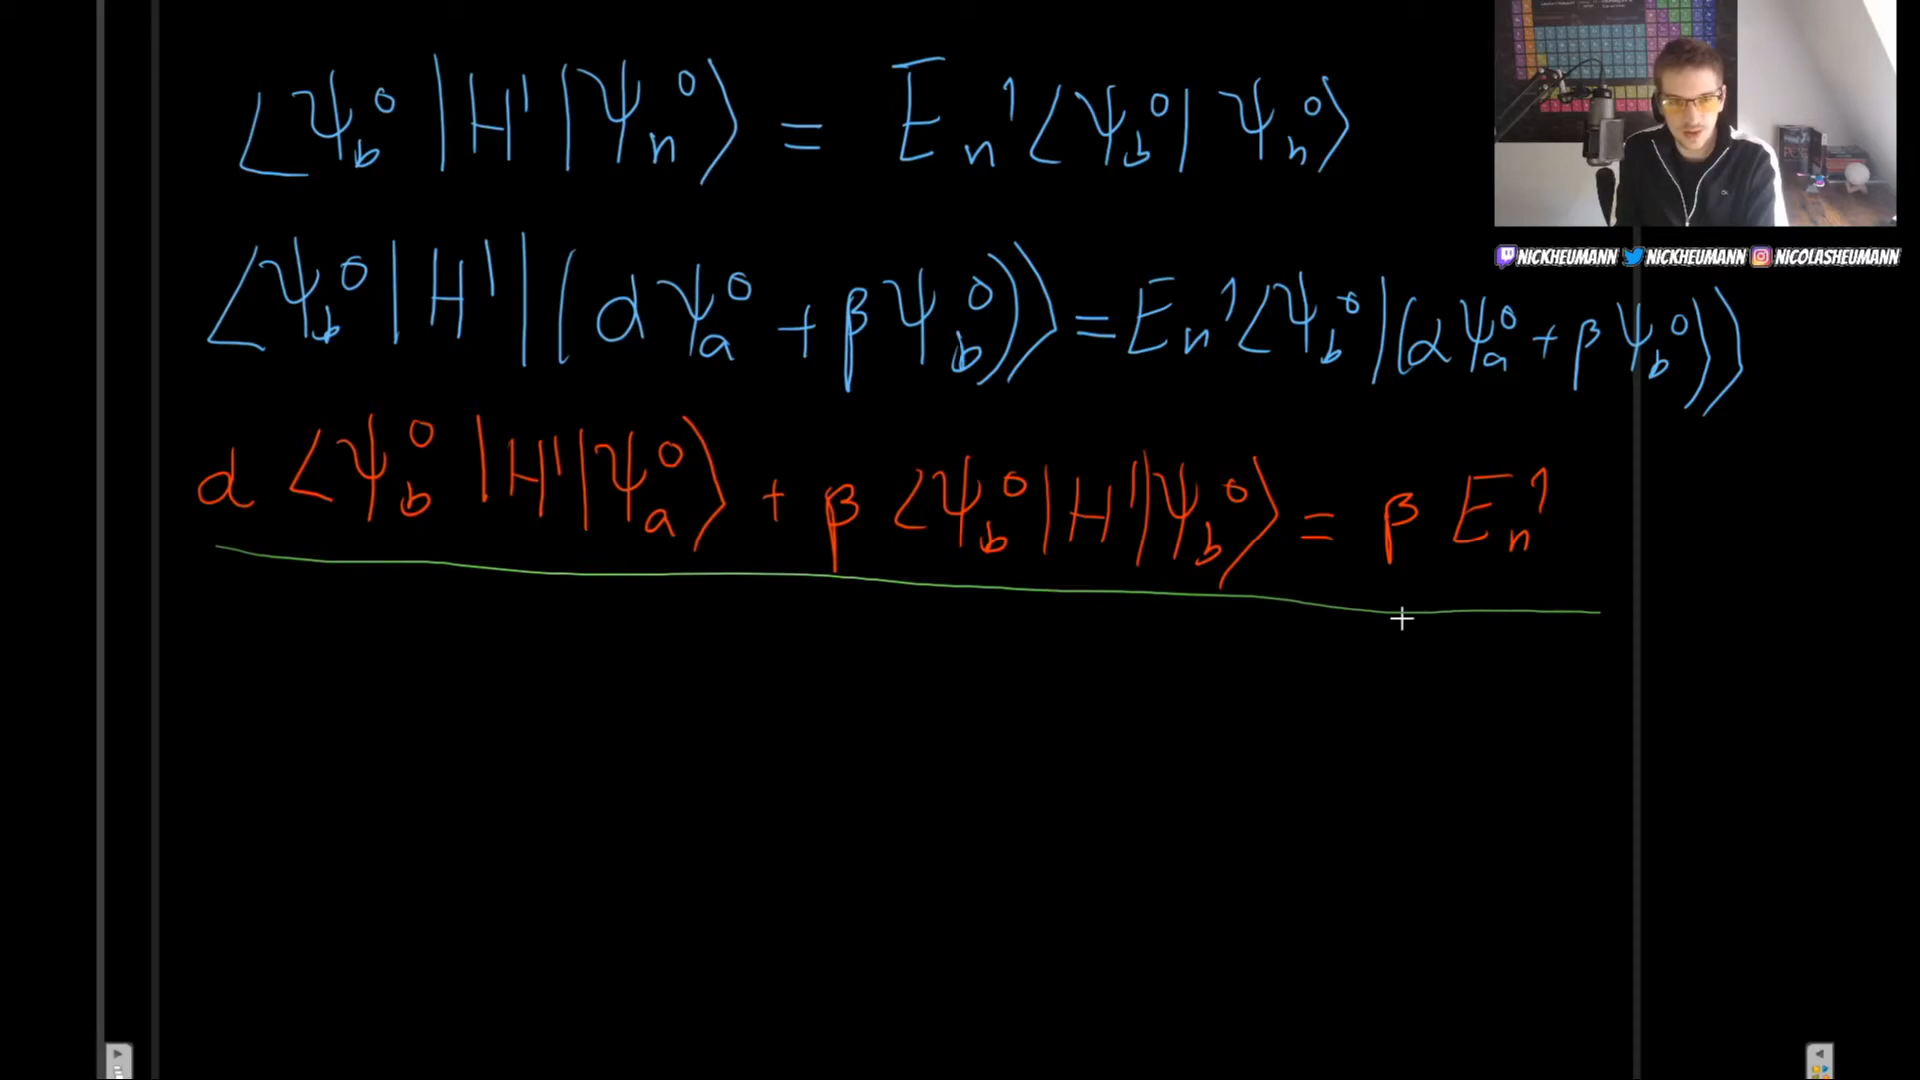 ⟨ψ_b^0|H'|ψ_n^0⟩ = E_n^1⟨ψ_b^0|ψ_n^0⟩
NICKHEUMANN NICKHEUMANN NICOLASHEUMANN
⟨ψ_b^0|H'|(αψ_a^0 + βψ_b^0)⟩ = E_n^1⟨ψ_b^0|(αψ_a^0 + βψ_b^0)⟩
α⟨ψ_b^0|H'|ψ_a^0⟩ + β⟨ψ_b^0|H'|ψ_b^0⟩ = βE_n^1